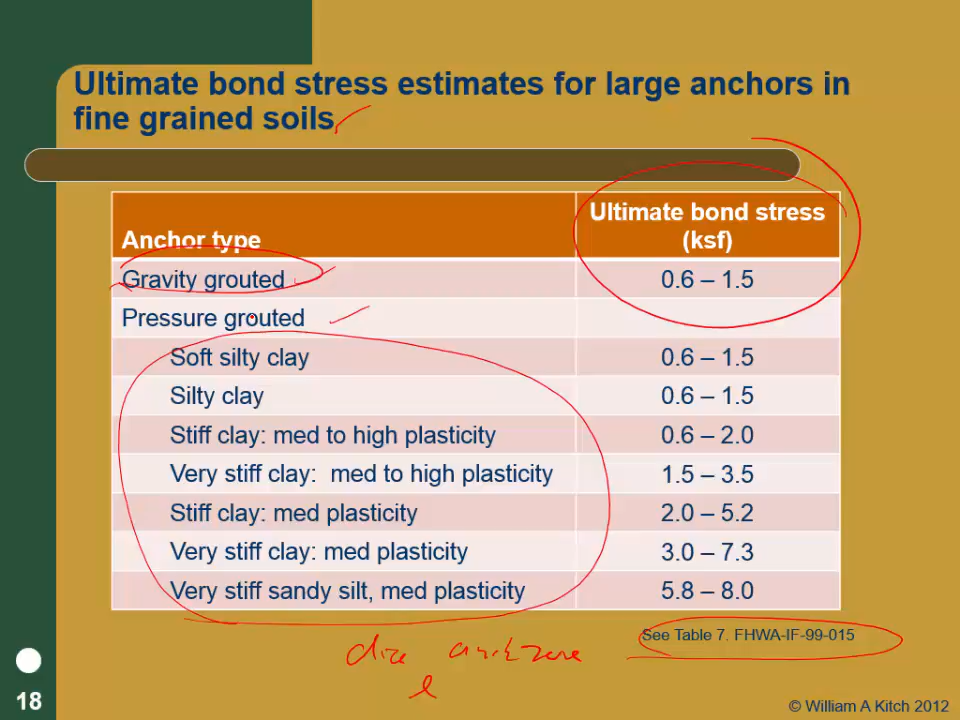 Ultimate bond stress estimates for large anchors in
fine grained soils
Anchor type
Ultimate bond stress
(ksf)
Gravity grouted 0.6 – 1.5
Pressure grouted
Soft silty clay 0.6 – 1.5
Silty clay 0.6 – 1.5
Stiff clay: med to high plasticity 0.6 – 2.0
Very stiff clay: med to high plasticity 1.5 – 3.5
Stiff clay: med plasticity 2.0 – 5.2
Very stiff clay: med plasticity 3.0 – 7.3
Very stiff sandy silt, med plasticity 5.8 – 8.0
See Table 7. FHWA-IF-99-015
18
© William A Kitch 2012